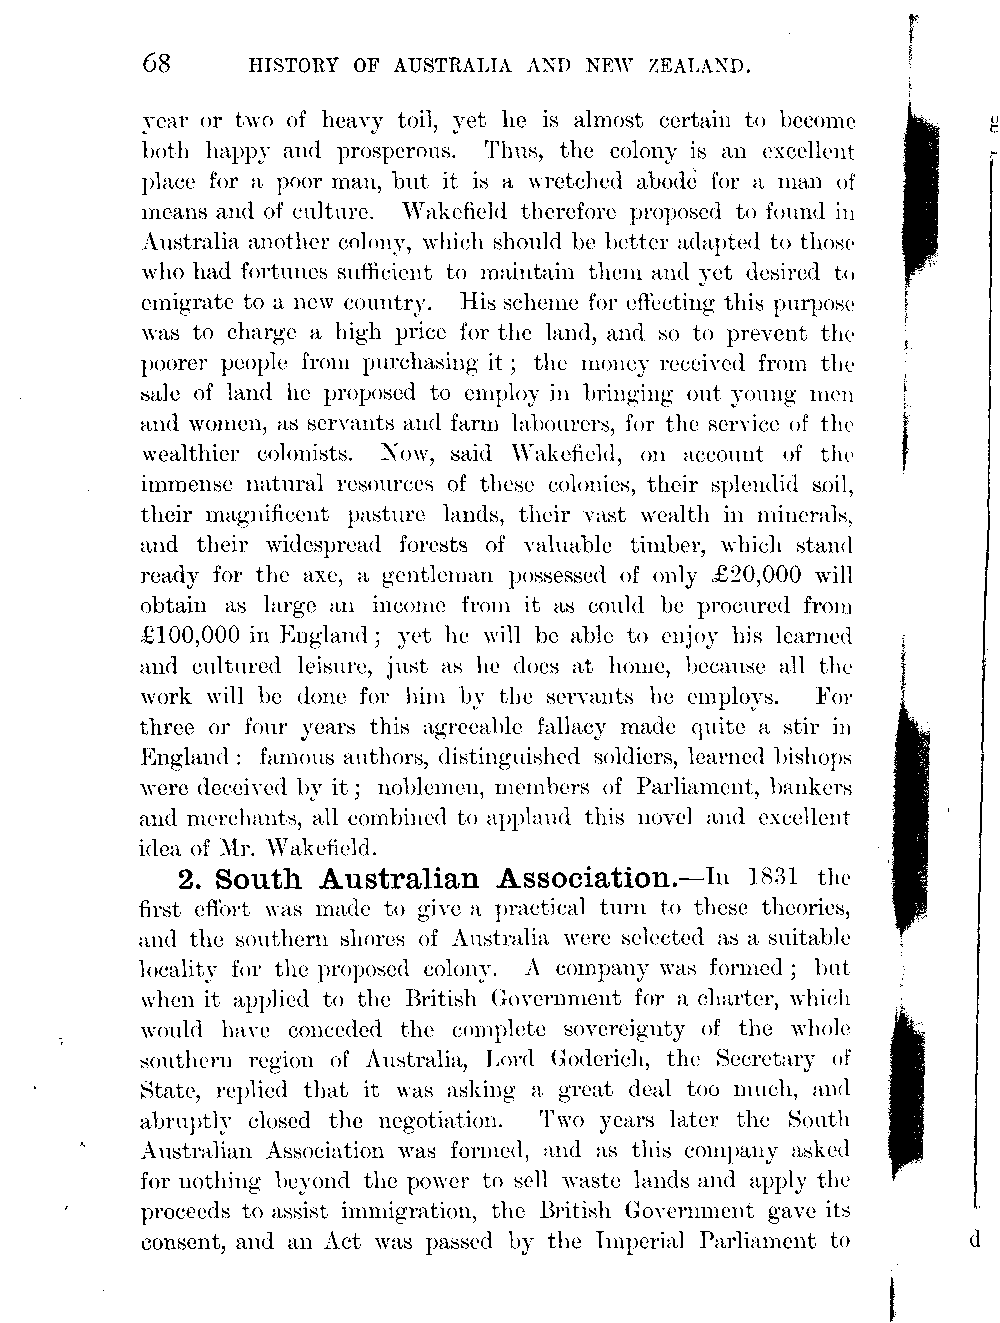 68 HISTORY OF AUSTRALIA AND NEW ZEALAND.
year or two of heavy toil, yet he is almost certain to become
both happy and prosperous. Thus, the colony is an excellent
place for a poor man, but it is a wretched abode for a man of
means and of culture. Wakefield therefore proposed to found in
Australia another colony, which should be better adapted to those
who had fortunes sufficient to maintain them and yet desired to
emigrate to a new country. His scheme for effecting this purpose
was to charge a high price for the land, and so to prevent the
poorer people from purchasing it; the money received from the
sale of land he proposed to employ in bringing out young men
and women, as servants and farm labourers, for the service of the
wealthier colonists. Now, said Wakefield, on account of the
immense natural resources of these colonies, their splendid soil,
their magnificent pasture lands, their vast wealth in minerals,
and their widespread forests of valuable timber, which stand
ready for the axe, a gentleman possessed of only £20,000 will
obtain as large an income from it as could be procured from
£100,000 in England; yet he will be able to enjoy his learned
and cultured leisure, just as he does at home, because all the
work will be done for him by the servants he employs. For
three or four years this agreeable fallacy made quite a stir in
England: famous authors, distinguished soldiers, learned bishops
were deceived by it; noblemen, members of Parliament, bankers
and merchants, all combined to applaud this novel and excellent
idea of Mr. Wakefield.
2. South Australian Association.—In 1831 the
first effort was made to give a practical turn to these theories,
and the southern shores of Australia were selected as a suitable
locality for the proposed colony. A company was formed; but
when it applied to the British Government for a charter, which
would have conceded the complete sovereignty of the whole
southern region of Australia, Lord Goderich, the Secretary of
State, replied that it was asking a great deal too much, and
abruptly closed the negotiation. Two years later the South
Australian Association was formed, and as this company asked
for nothing beyond the power to sell waste lands and apply the
proceeds to assist immigration, the British Government gave its
consent, and an Act was passed by the Imperial Parliament to
d